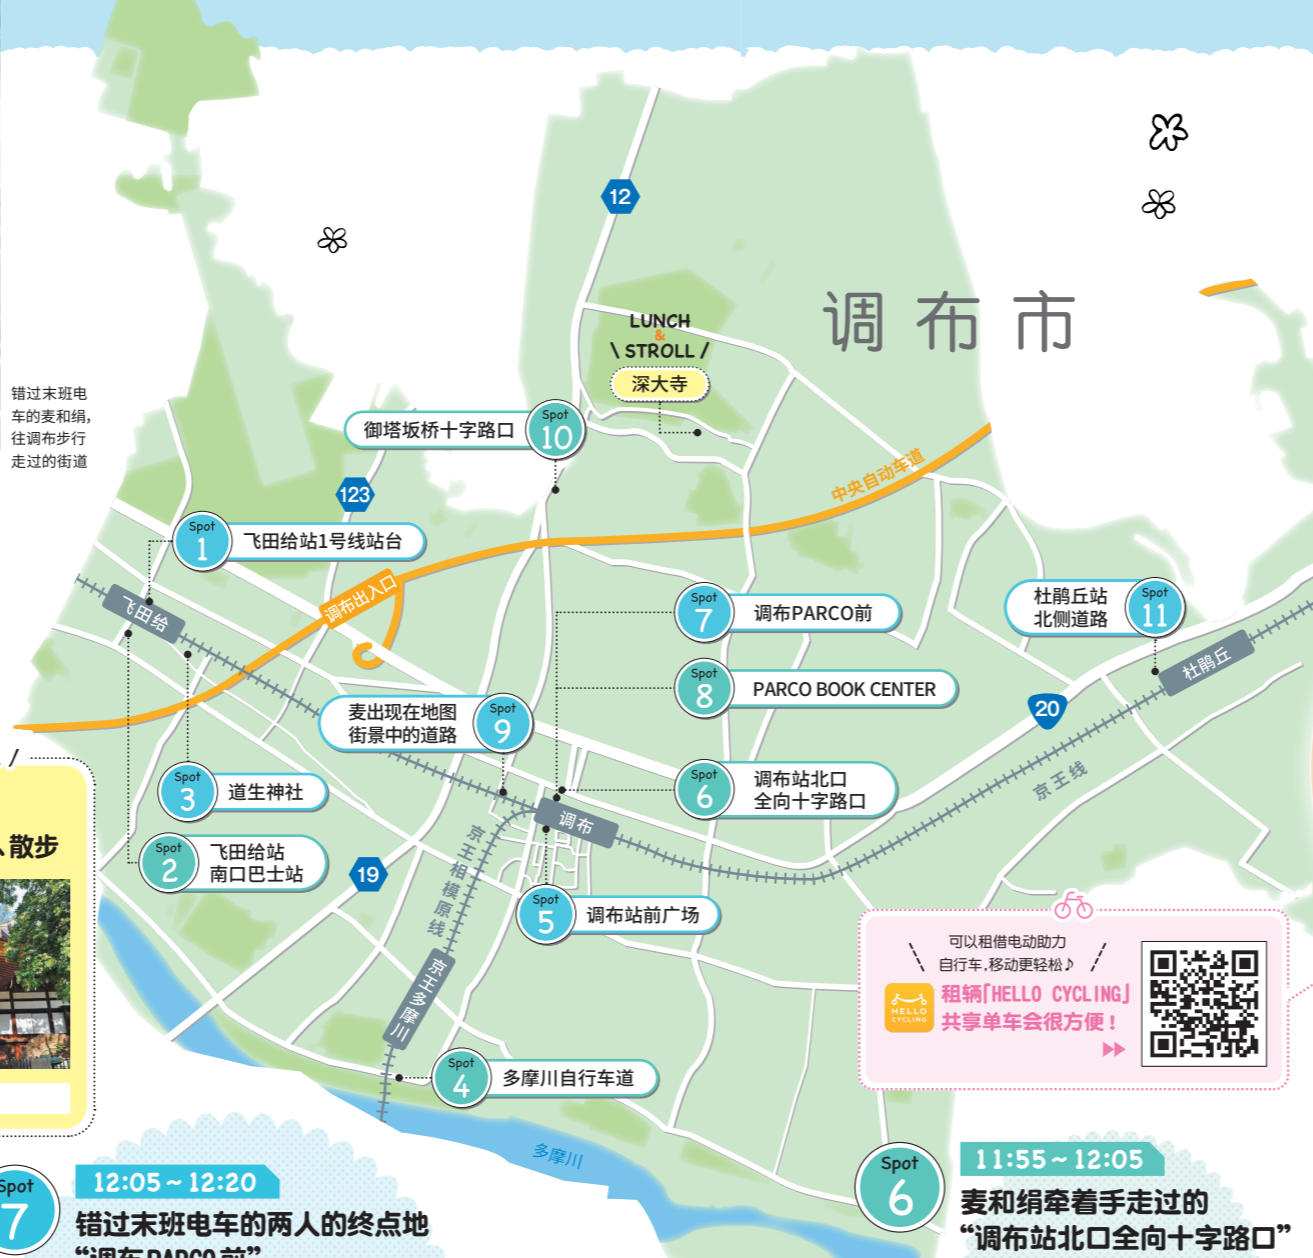 12
调布市
LUNCH
&
\ STROLL /
深大寺
错过末班电
车的麦和绢,
往调布步行
走过的街道
御塔坂桥十字路口
Spot
10
中央自动车道
123
Spot
1
飞田给站1号线站台
调布出入口
飞田给
Spot
7
调布PARCO前
杜鹃丘站
北侧道路
Spot
11
杜鹃丘
Spot
8
PARCO BOOK CENTER
20
麦出现在地图
街景中的道路
Spot
9
Spot
6
调布站北口
全向十字路口
京王线
Spot
3
道生神社
调布
Spot
2
飞田给站
南口巴士站
19
京王相模原线
Spot
5
调布站前广场
、散步
京王多摩川
Spot
4
多摩川自行车道
多摩川
可以租借电动助力
自行车,移动更轻松♪
HELLO
CYCLING
租辆「HELLO CYCLING」
共享单车会很方便!
Spot
7
12:05~12:20
错过末班电车的两人的终点地
“调布PARCO前”
Spot
6
11:55~12:05
麦和绢牵着手走过的
“调布站北口全向十字路口”